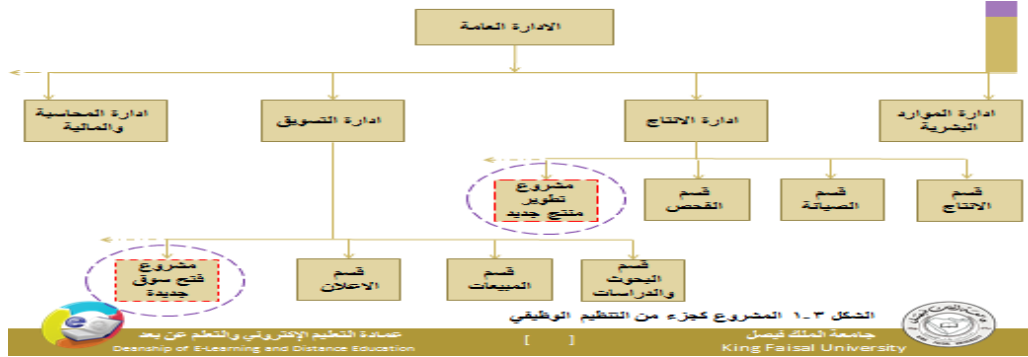 الادارة العامة
ادارة الموارد
البشرية
ادارة الانتاج
ادارة التسويق
ادارة المحاسبة
والمالية
قسم
الانتاج
قسم
الصيانة
قسم
الفحص
مشروع
تطوير
منتج جديد
قسم
البحوث
والدراسات
قسم
المبيعات
قسم
الاعلان
مشروع
فتح سوق
جديدة
الشكل ٣-١ المشروع كجزء من التنظيم الوظيفي
جامعة الملك فيصل
King Faisal University
[ ]
عمادة التعليم الإلكتروني والتعلم عن بعد
Deanship of E-Learning and Distance Education